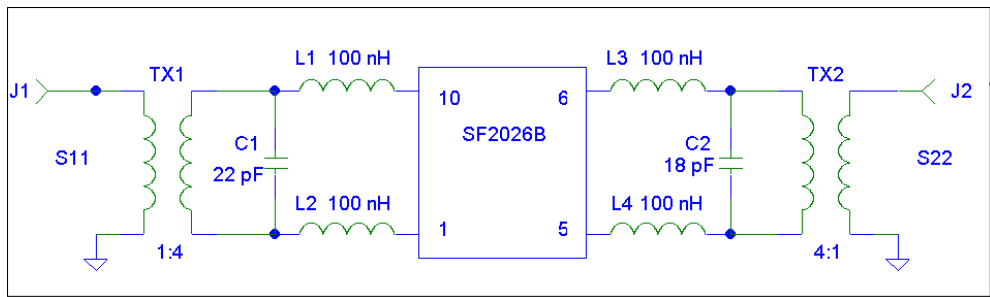 L1 100 nH
L3 100 nH
TX1
TX2
J1
J2
10
6
SF2026B
C1
22 pF
C2
18 pF
S11
S22
L2 100 nH
L4 100 nH
1
5
1:4
4:1